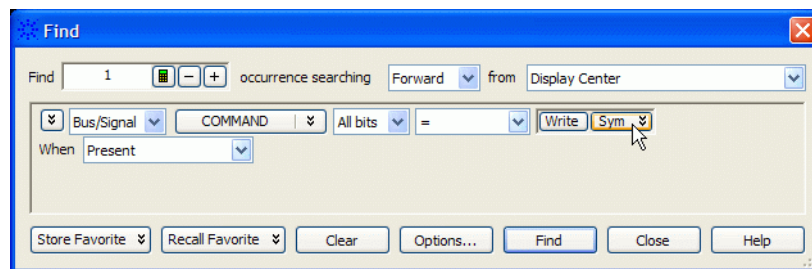 Find
Find 1 − + occurrence searching Forward from Display Center
Bus/Signal COMMAND All bits = Write Sym
When Present
Store Favorite Recall Favorite Clear Options... Find Close Help